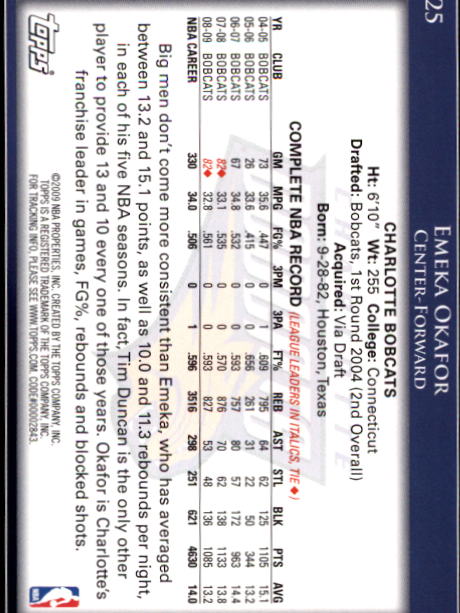 25
EMEKA OKAFOR
CENTER-FORWARD
CHARLOTTE BOBCATS
Ht: 6'10" Wt: 255 College: Connecticut
Drafted: Bobcats, 1st Round 2004 (2nd Overall)
Acquired: Via Draft
Born: 9-28-82, Houston, Texas
COMPLETE NBA RECORD (LEAGUE LEADERS IN ITALICS, TIE ♦)
YR CLUB GM MPG FG% 3PM 3PA FT% REB AST STL BLK PTS AVG
04-05 BOBCATS 73 35.6 .447 0 1 .609 795 64 62 125 1105 15.1
05-06 BOBCATS 26 33.6 .415 0 0 .656 261 31 22 50 344 13.2
06-07 BOBCATS 67 34.8 .532 0 0 .593 757 80 57 172 963 14.4
07-08 BOBCATS 82♦ 33.1 .535 0 0 .570 876 70 62 138 1133 13.8
08-09 BOBCATS 82♦ 32.8 .561 0 0 .593 827 53 48 136 1085 13.2
NBA CAREER 330 34.0 .506 0 1 .596 3516 298 251 621 4630 14.0
Big men don't come more consistent than Emeka, who has averaged
between 13.2 and 15.1 points, as well as 10.0 and 11.3 rebounds per night,
in each of his five NBA seasons. In fact, Tim Duncan is the only other
player to provide 13 and 10 every one of those years. Okafor is Charlotte's
franchise leader in games, FG%, rebounds and blocked shots.
topps
©2009 NBA PROPERTIES, INC. CREATED BY THE TOPPS COMPANY, INC.
TOPPS IS A REGISTERED TRADEMARK OF THE TOPPS COMPANY, INC.
FOR TRACKING INFO, PLEASE SEE WWW.TOPPS.COM. CODE#00002843.
NBA